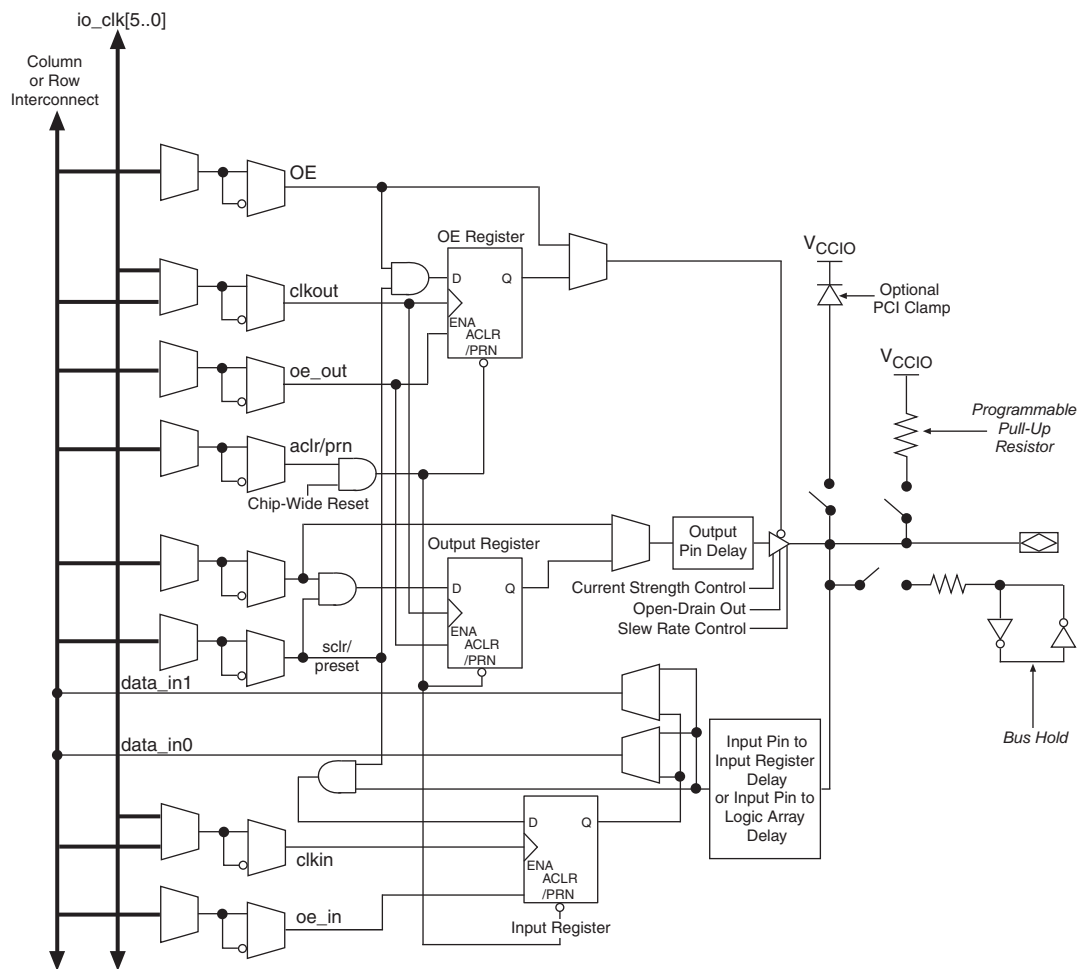 io_clk[5..0]
Column
or Row
Interconnect
OE
OE Register
D
Q
ENA
ACLR
/PRN
clkout
oe_out
aclr/prn
Chip-Wide Reset
VCCIO
Optional
PCI Clamp
VCCIO
Programmable
Pull-Up
Resistor
Output Register
D
Q
ENA
ACLR
/PRN
Output
Pin Delay
Current Strength Control
Open-Drain Out
Slew Rate Control
sclr/
preset
data_in1
data_in0
Bus Hold
Input Pin to
Input Register
Delay
or Input Pin to
Logic Array
Delay
D
Q
ENA
ACLR
/PRN
Input Register
clkin
oe_in